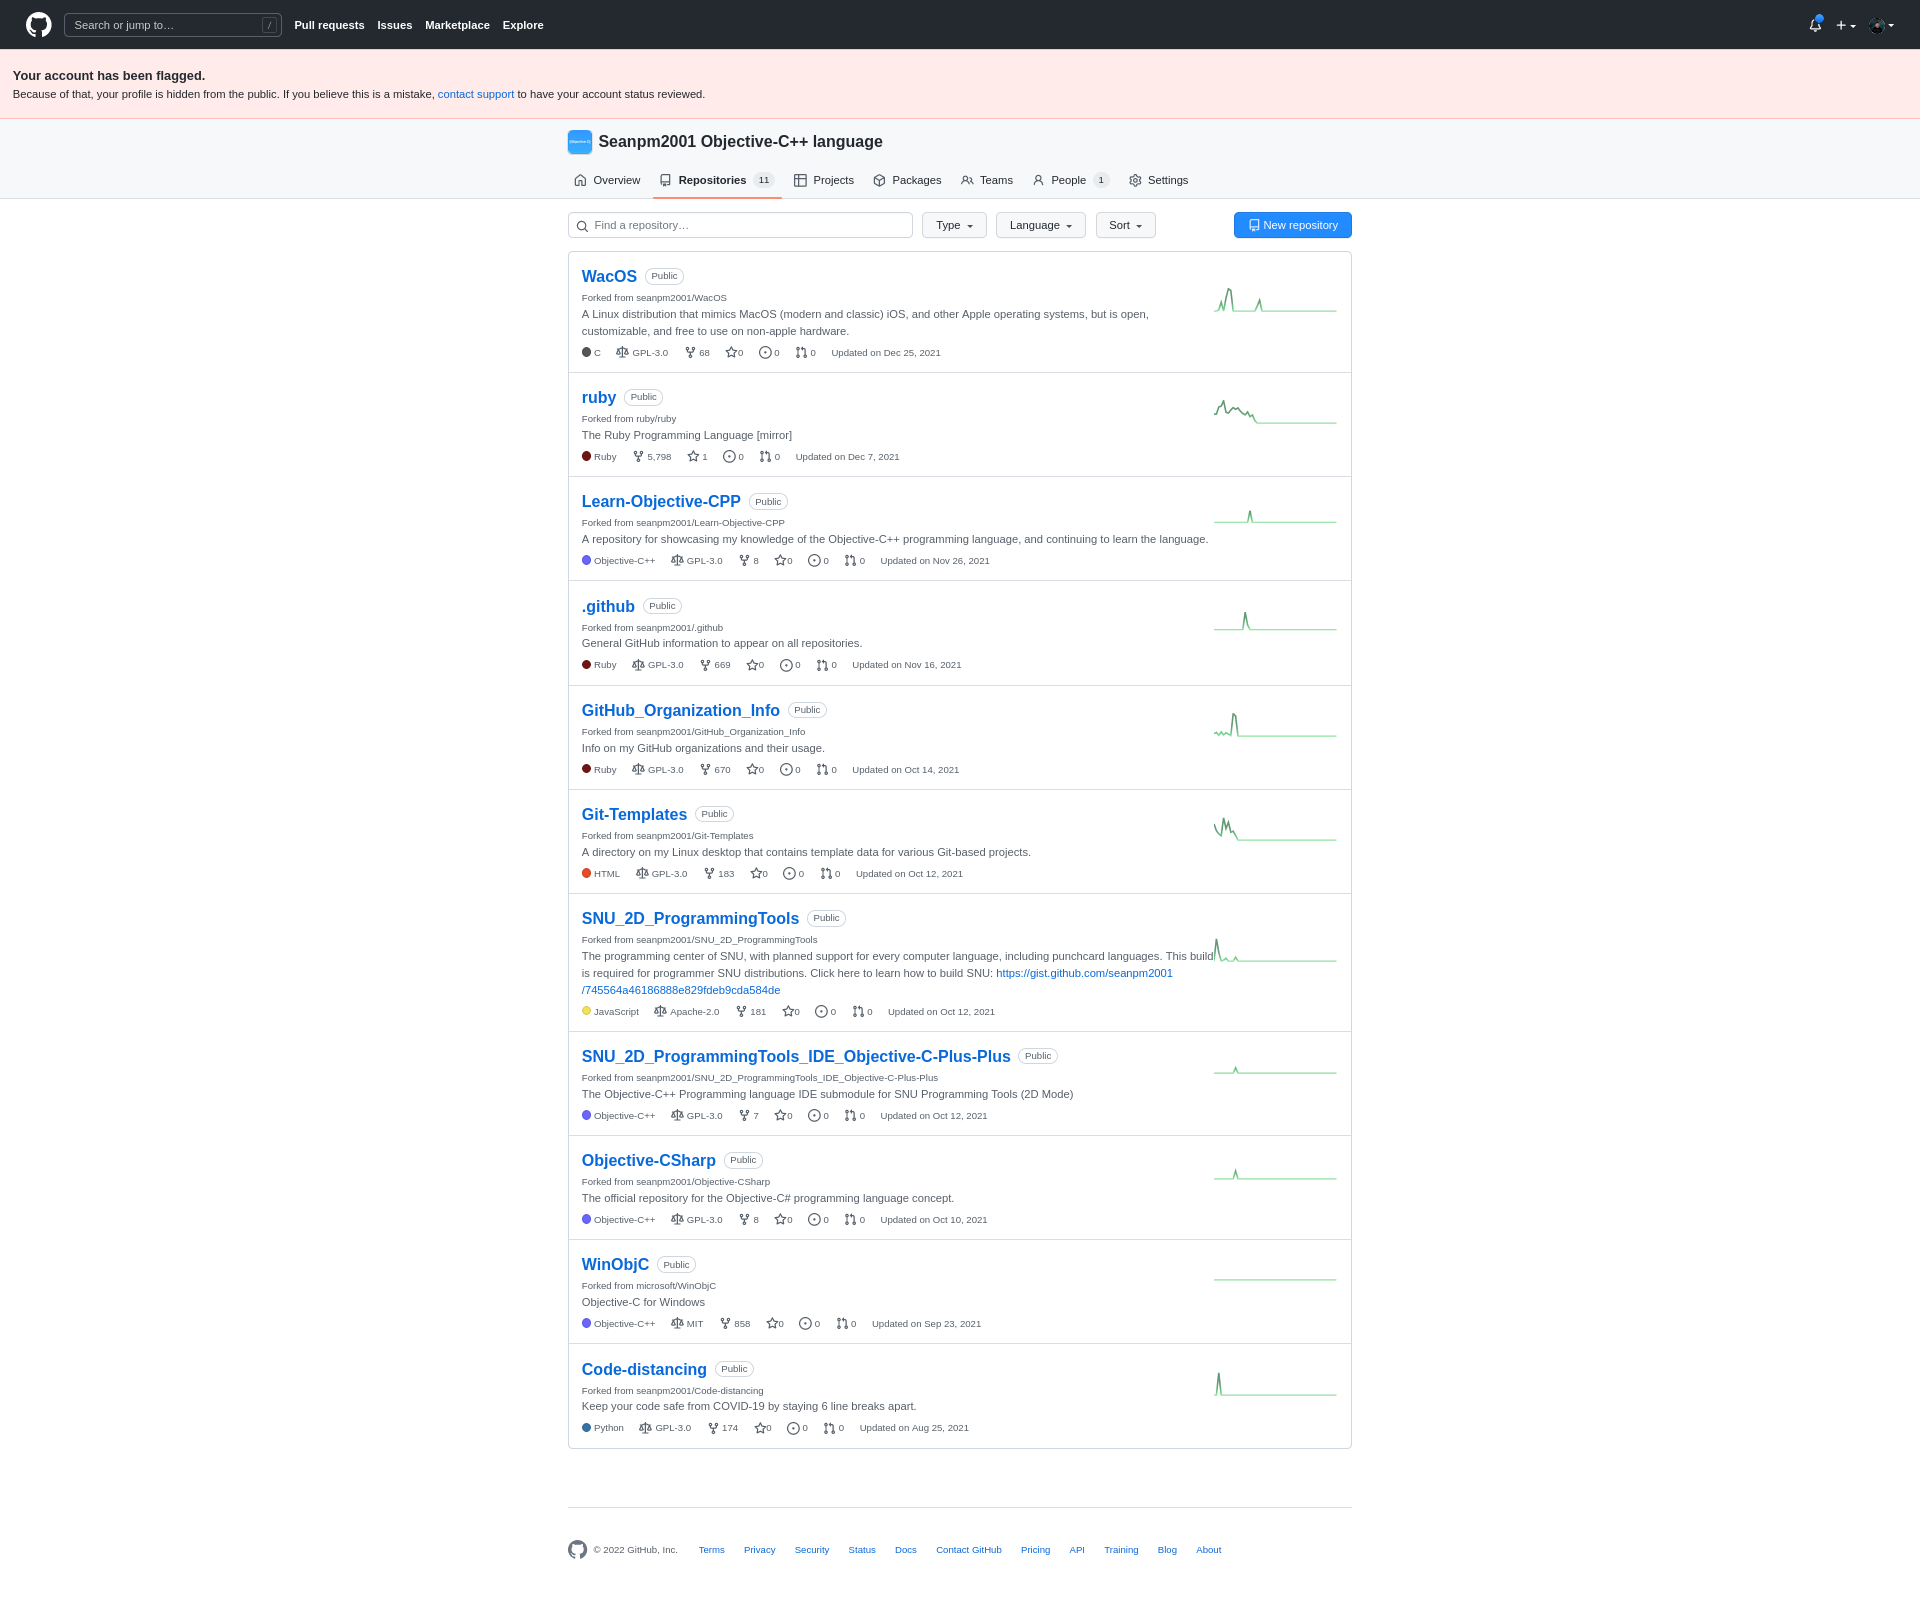 Search or jump to… / Pull requests Issues Marketplace Explore
Your account has been flagged.
Because of that, your profile is hidden from the public. If you believe this is a mistake, contact support to have your account status reviewed.
Seanpm2001 Objective-C++ language
Overview Repositories 11 Projects Packages Teams People 1 Settings
Find a repository… Type Language Sort New repository
WacOS Public
Forked from seanpm2001/WacOS
A Linux distribution that mimics MacOS (modern and classic) iOS, and other Apple operating systems, but is open,
customizable, and free to use on non-apple hardware.
C GPL-3.0 68 0 0 0 Updated on Dec 25, 2021
ruby Public
Forked from ruby/ruby
The Ruby Programming Language [mirror]
Ruby 5,798 1 0 0 Updated on Dec 7, 2021
Learn-Objective-CPP Public
Forked from seanpm2001/Learn-Objective-CPP
A repository for showcasing my knowledge of the Objective-C++ programming language, and continuing to learn the language.
Objective-C++ GPL-3.0 8 0 0 0 Updated on Nov 26, 2021
.github Public
Forked from seanpm2001/.github
General GitHub information to appear on all repositories.
Ruby GPL-3.0 669 0 0 0 Updated on Nov 16, 2021
GitHub_Organization_Info Public
Forked from seanpm2001/GitHub_Organization_Info
Info on my GitHub organizations and their usage.
Ruby GPL-3.0 670 0 0 0 Updated on Oct 14, 2021
Git-Templates Public
Forked from seanpm2001/Git-Templates
A directory on my Linux desktop that contains template data for various Git-based projects.
HTML GPL-3.0 183 0 0 0 Updated on Oct 12, 2021
SNU_2D_ProgrammingTools Public
Forked from seanpm2001/SNU_2D_ProgrammingTools
The programming center of SNU, with planned support for every computer language, including punchcard languages. This build
is required for programmer SNU distributions. Click here to learn how to build SNU: https://gist.github.com/seanpm2001
/745564a46186888e829fdeb9cda584de
JavaScript Apache-2.0 181 0 0 0 Updated on Oct 12, 2021
SNU_2D_ProgrammingTools_IDE_Objective-C-Plus-Plus Public
Forked from seanpm2001/SNU_2D_ProgrammingTools_IDE_Objective-C-Plus-Plus
The Objective-C++ Programming language IDE submodule for SNU Programming Tools (2D Mode)
Objective-C++ GPL-3.0 7 0 0 0 Updated on Oct 12, 2021
Objective-CSharp Public
Forked from seanpm2001/Objective-CSharp
The official repository for the Objective-C# programming language concept.
Objective-C++ GPL-3.0 8 0 0 0 Updated on Oct 10, 2021
WinObjC Public
Forked from microsoft/WinObjC
Objective-C for Windows
Objective-C++ MIT 858 0 0 0 Updated on Sep 23, 2021
Code-distancing Public
Forked from seanpm2001/Code-distancing
Keep your code safe from COVID-19 by staying 6 line breaks apart.
Python GPL-3.0 174 0 0 0 Updated on Aug 25, 2021
© 2022 GitHub, Inc. Terms Privacy Security Status Docs Contact GitHub Pricing API Training Blog About